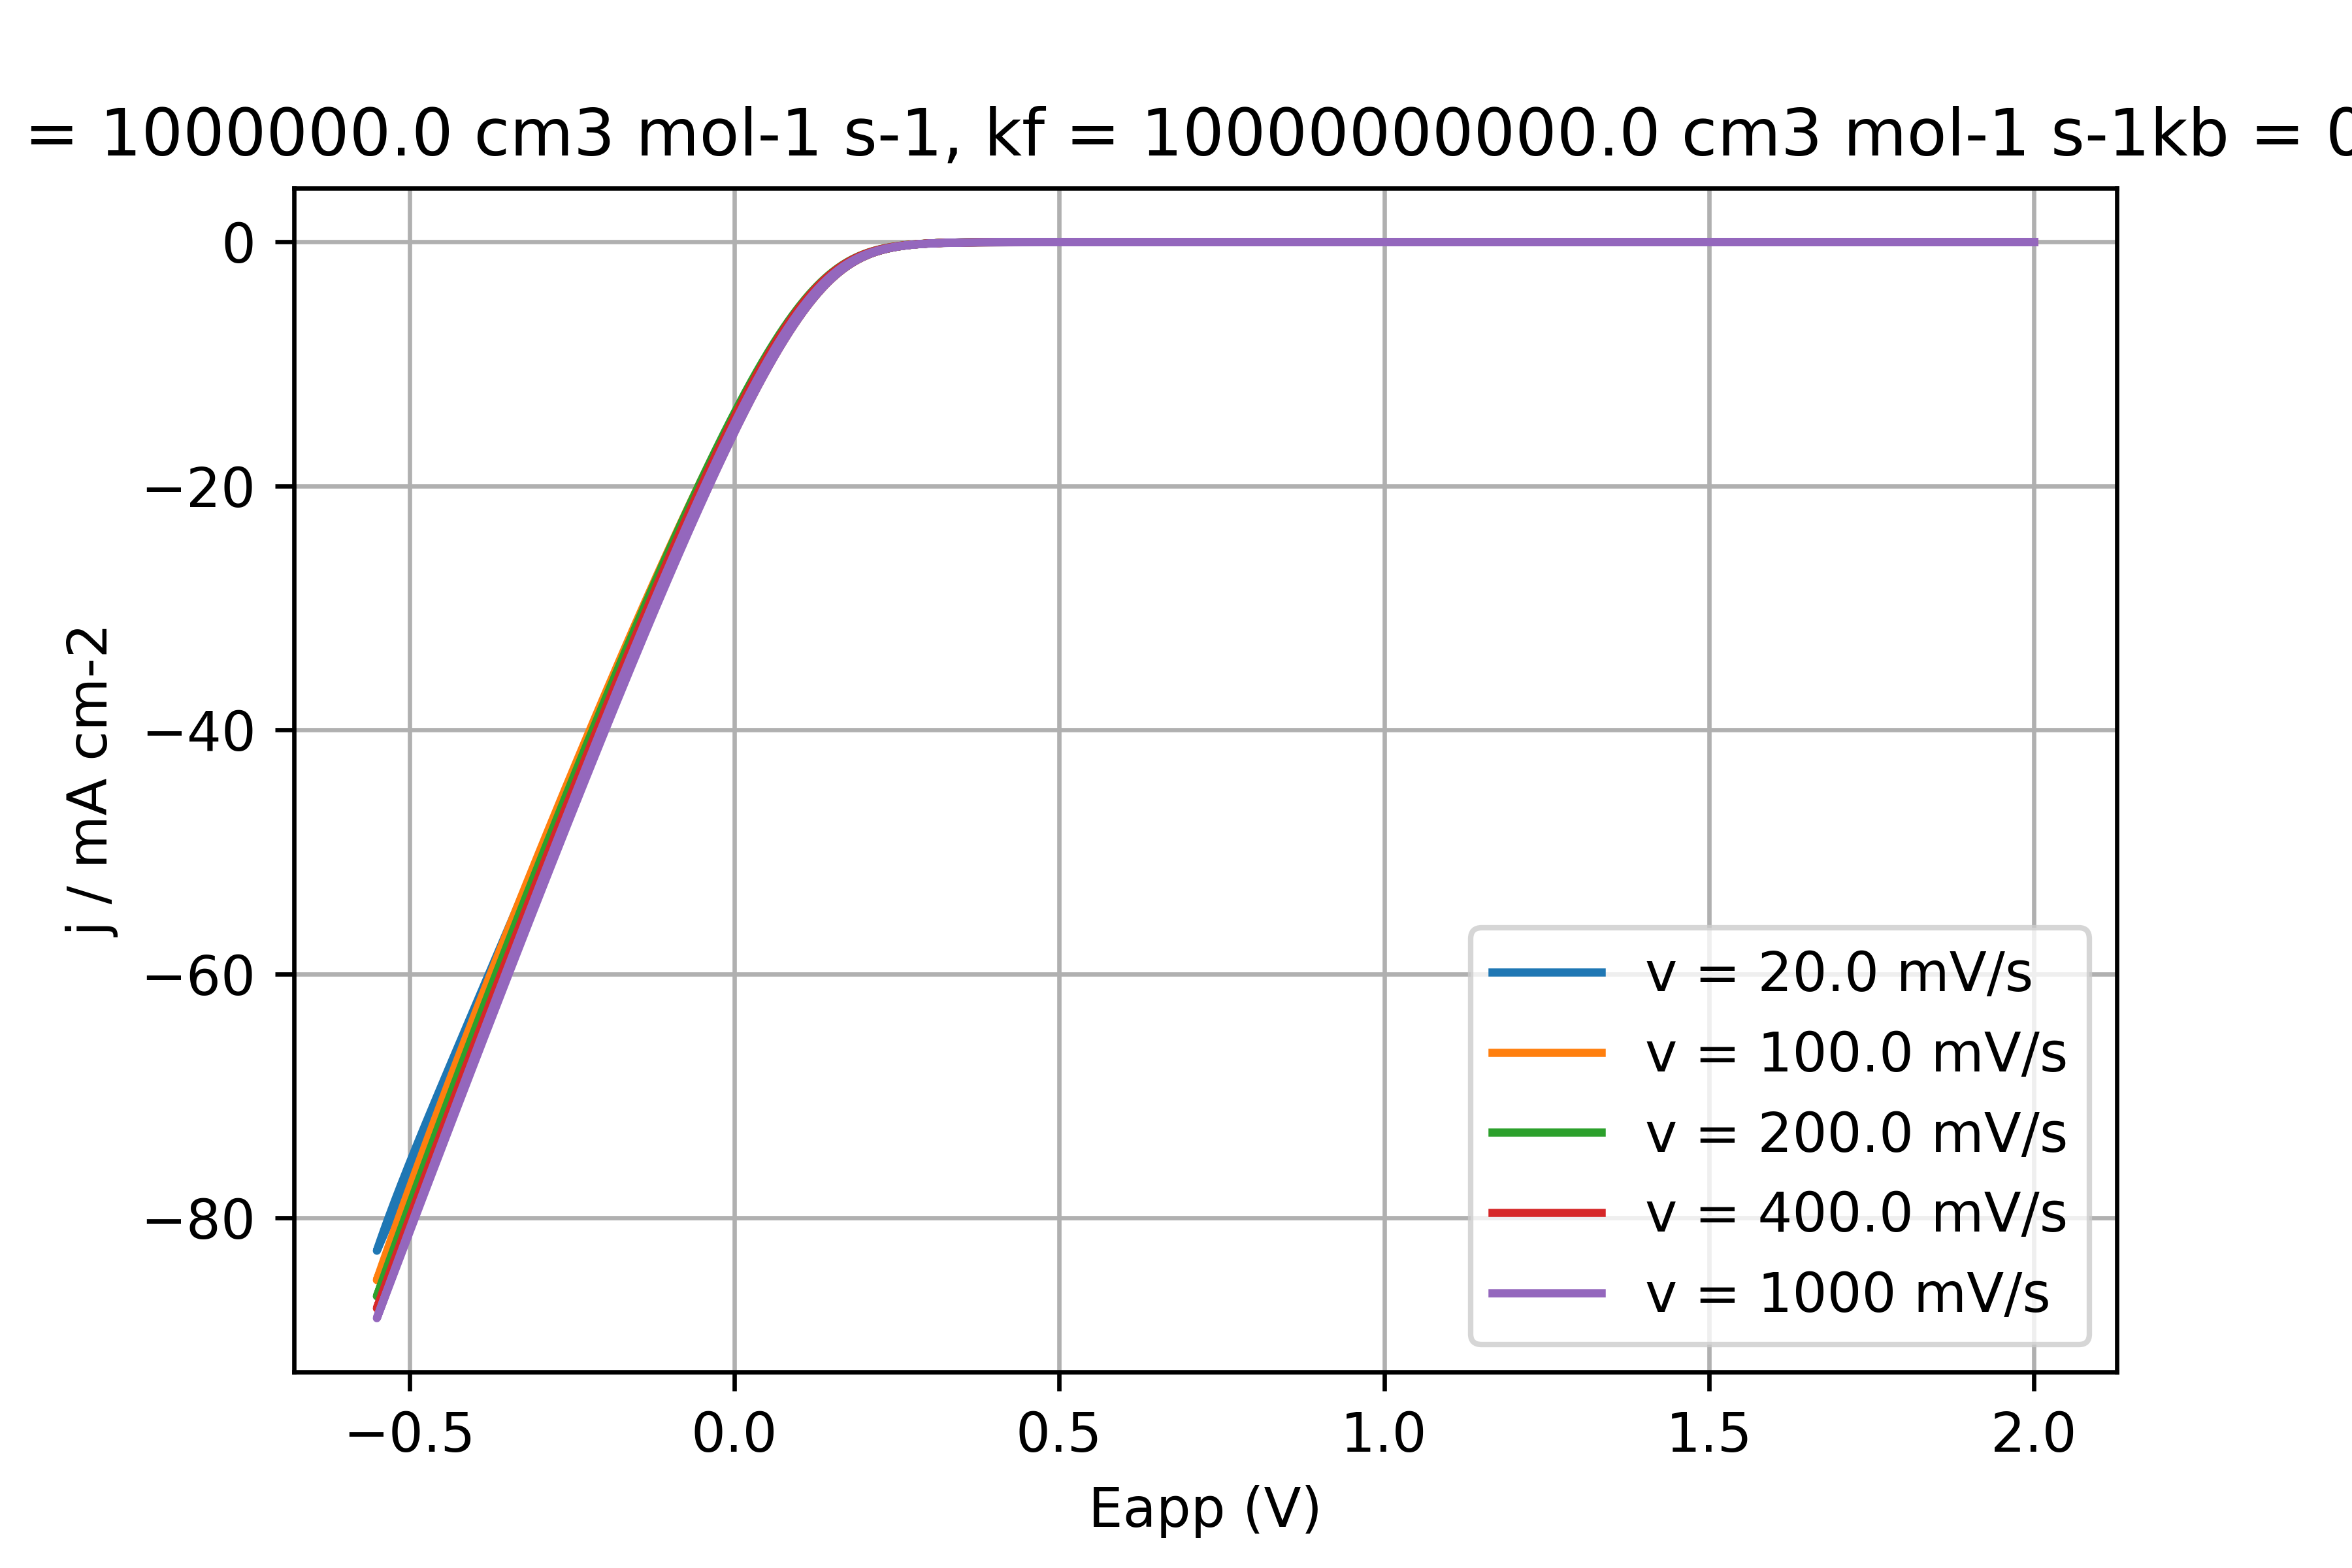 = 1000000.0 cm3 mol-1 s-1, kf = 10000000000.0 cm3 mol-1 s-1kb = 0
0
−20
−40
−60
−80
j / mA cm-2
v = 20.0 mV/s
v = 100.0 mV/s
v = 200.0 mV/s
v = 400.0 mV/s
v = 1000 mV/s
−0.5 0.0 0.5 1.0 1.5 2.0
Eapp (V)